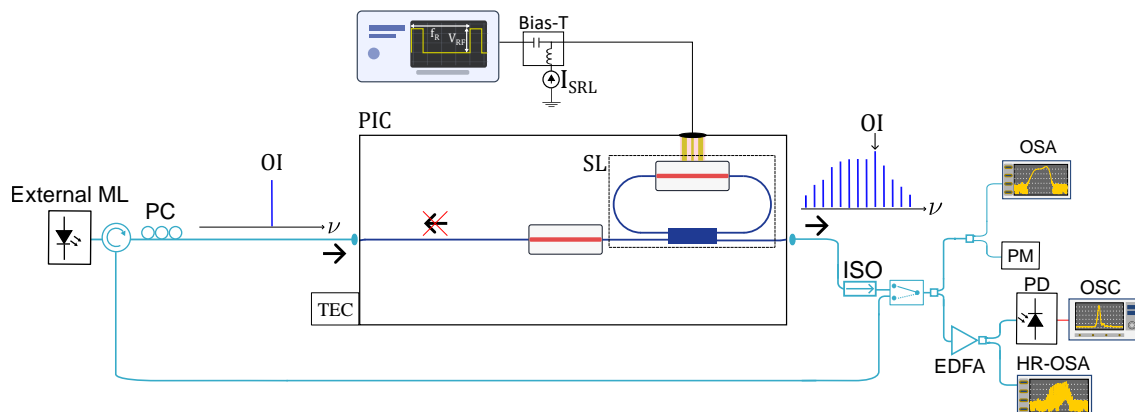 Bias-T
f_R
V_RF
I_SRL
PIC
OI
SL
OSA
OI
External ML
PC
ν
ν
ISO
PM
PD
OSC
TEC
EDFA
HR-OSA